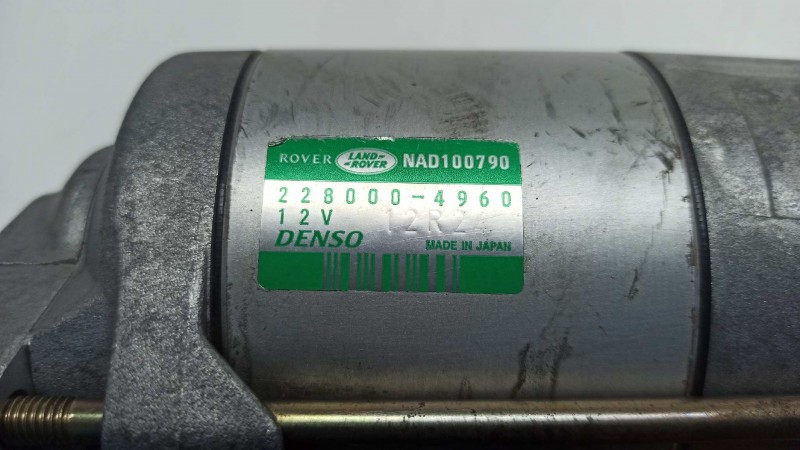 ROVER LAND ROVER NAD100790
228000-4960
12V 12R2
DENSO MADE IN JAPAN